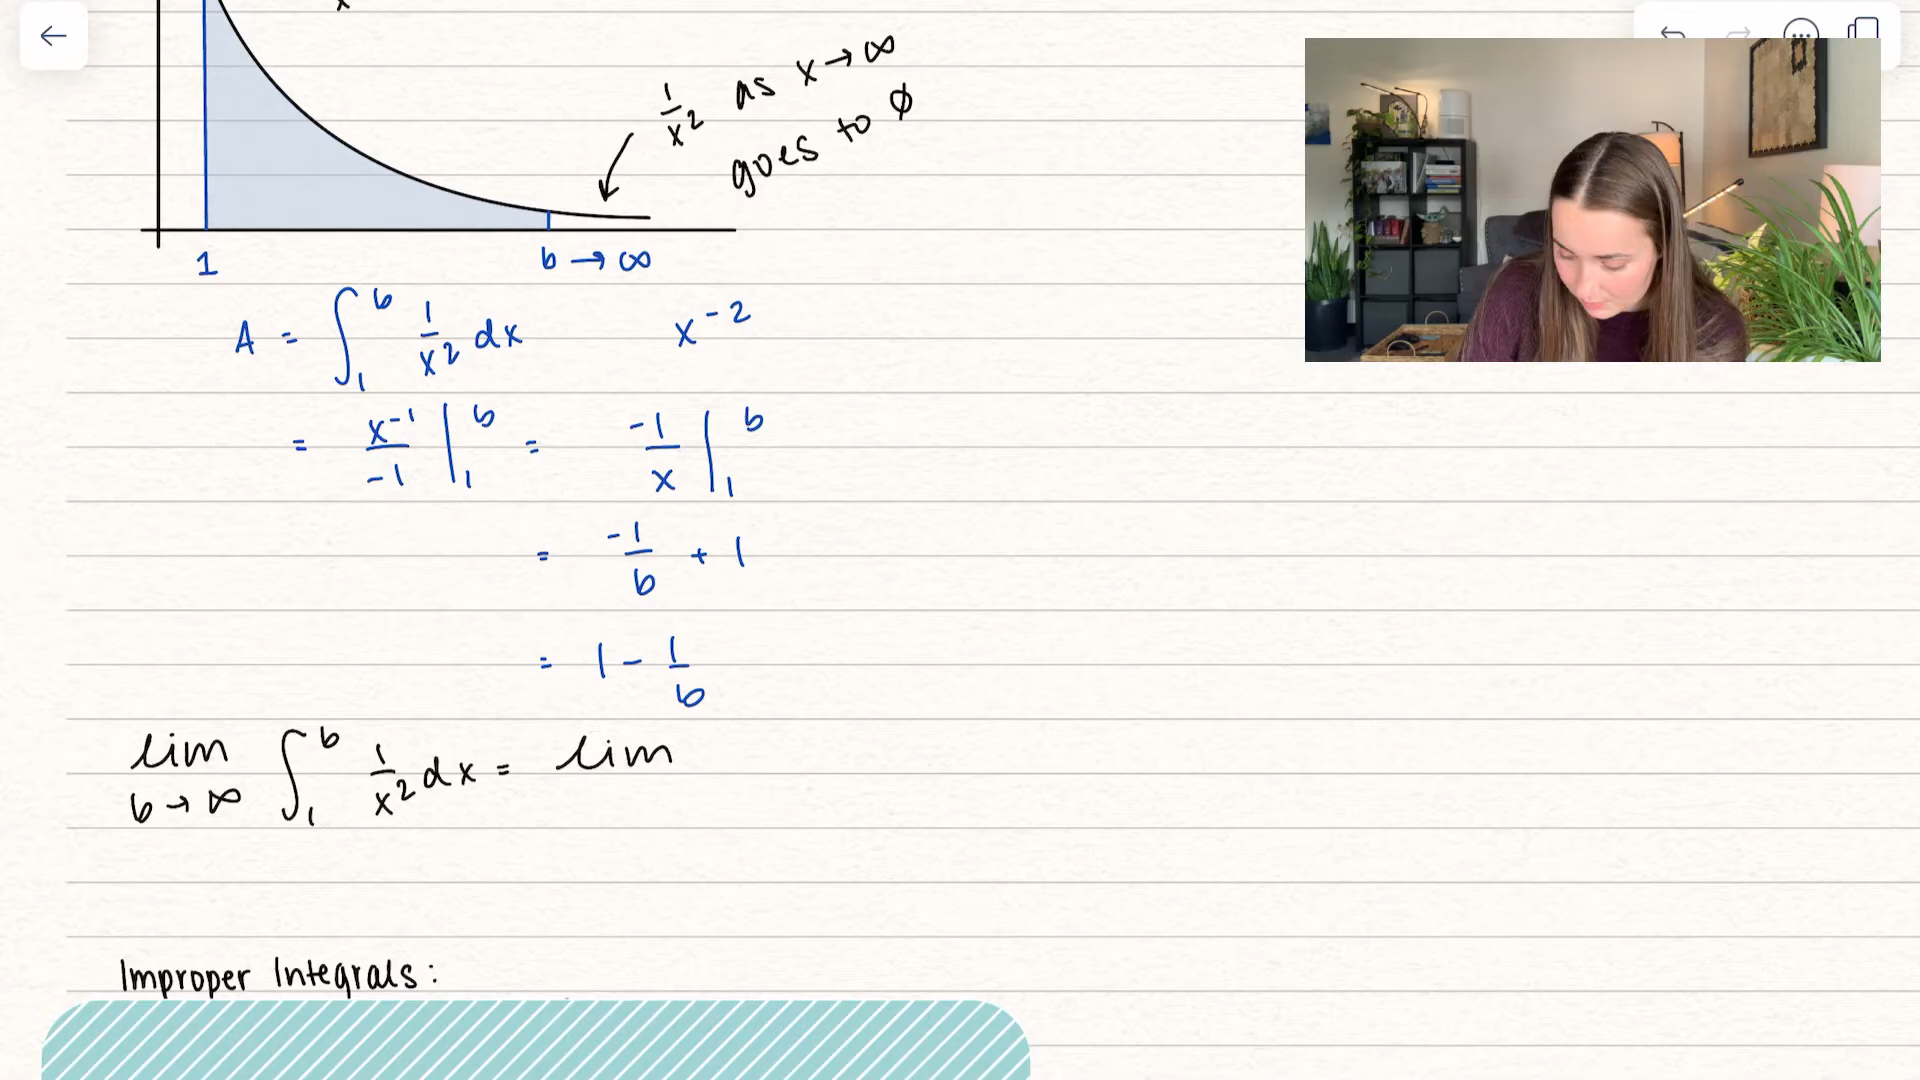 x
1/x² as x → ∞
goes to ∅
1
b → ∞
A = ∫₁ᵇ 1/x² dx x⁻²
= x⁻¹/-1 |₁ᵇ = -1/x |₁ᵇ
= -1/b + 1
= 1 - 1/b
lim b → ∞ ∫₁ᵇ 1/x² dx = lim
Improper Integrals: